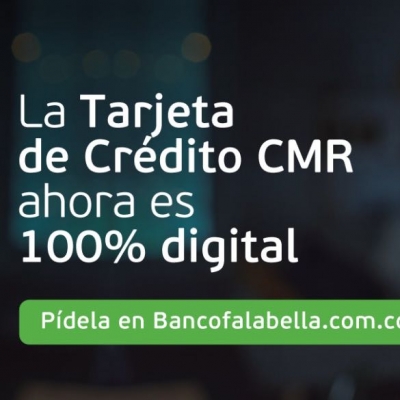 La Tarjeta
de Crédito CMR
ahora es
100% digital
Pídela en Bancofalabella.com.co